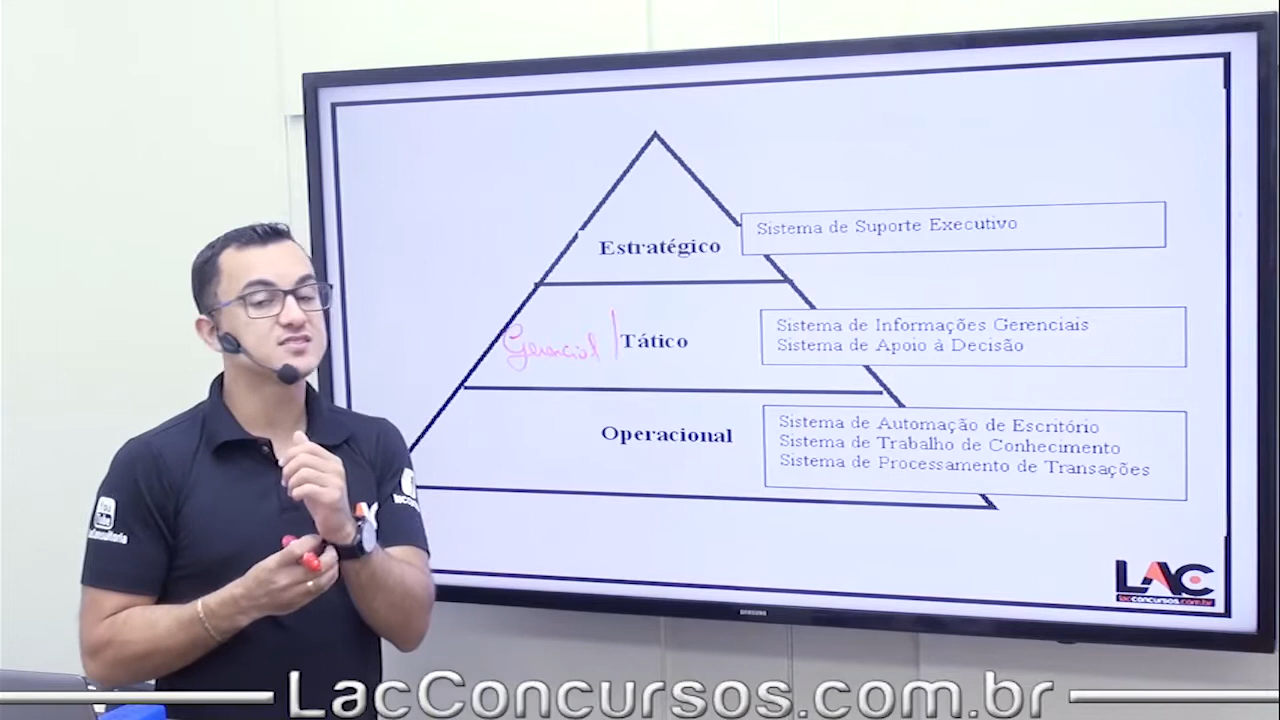 Sistema de Suporte Executivo
Estratégico
Sistema de Informações Gerenciais
Sistema de Apoio à Decisão
Gerencial / Tático
Sistema de Automação de Escritório
Sistema de Trabalho de Conhecimento
Sistema de Processamento de Transações
Operacional
You
Tube
LAC
lacconcursos.com.br
SAMSUNG
LacConcursos.com.br